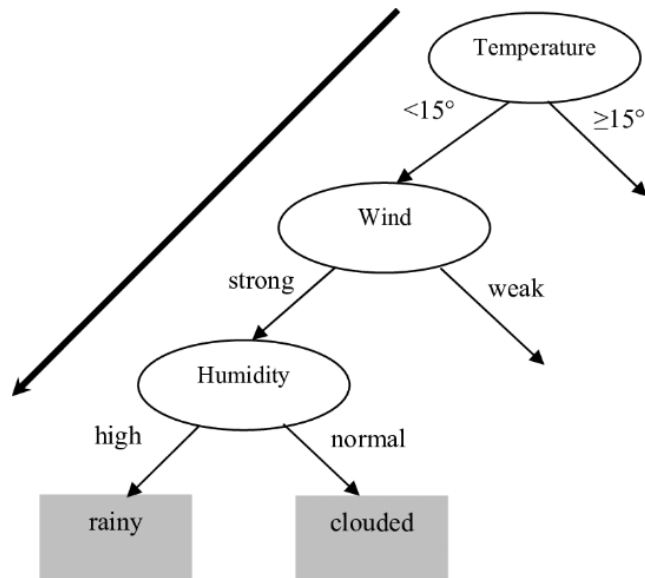 Temperature
<15°
≥15°
Wind
strong
weak
Humidity
high
normal
rainy
clouded